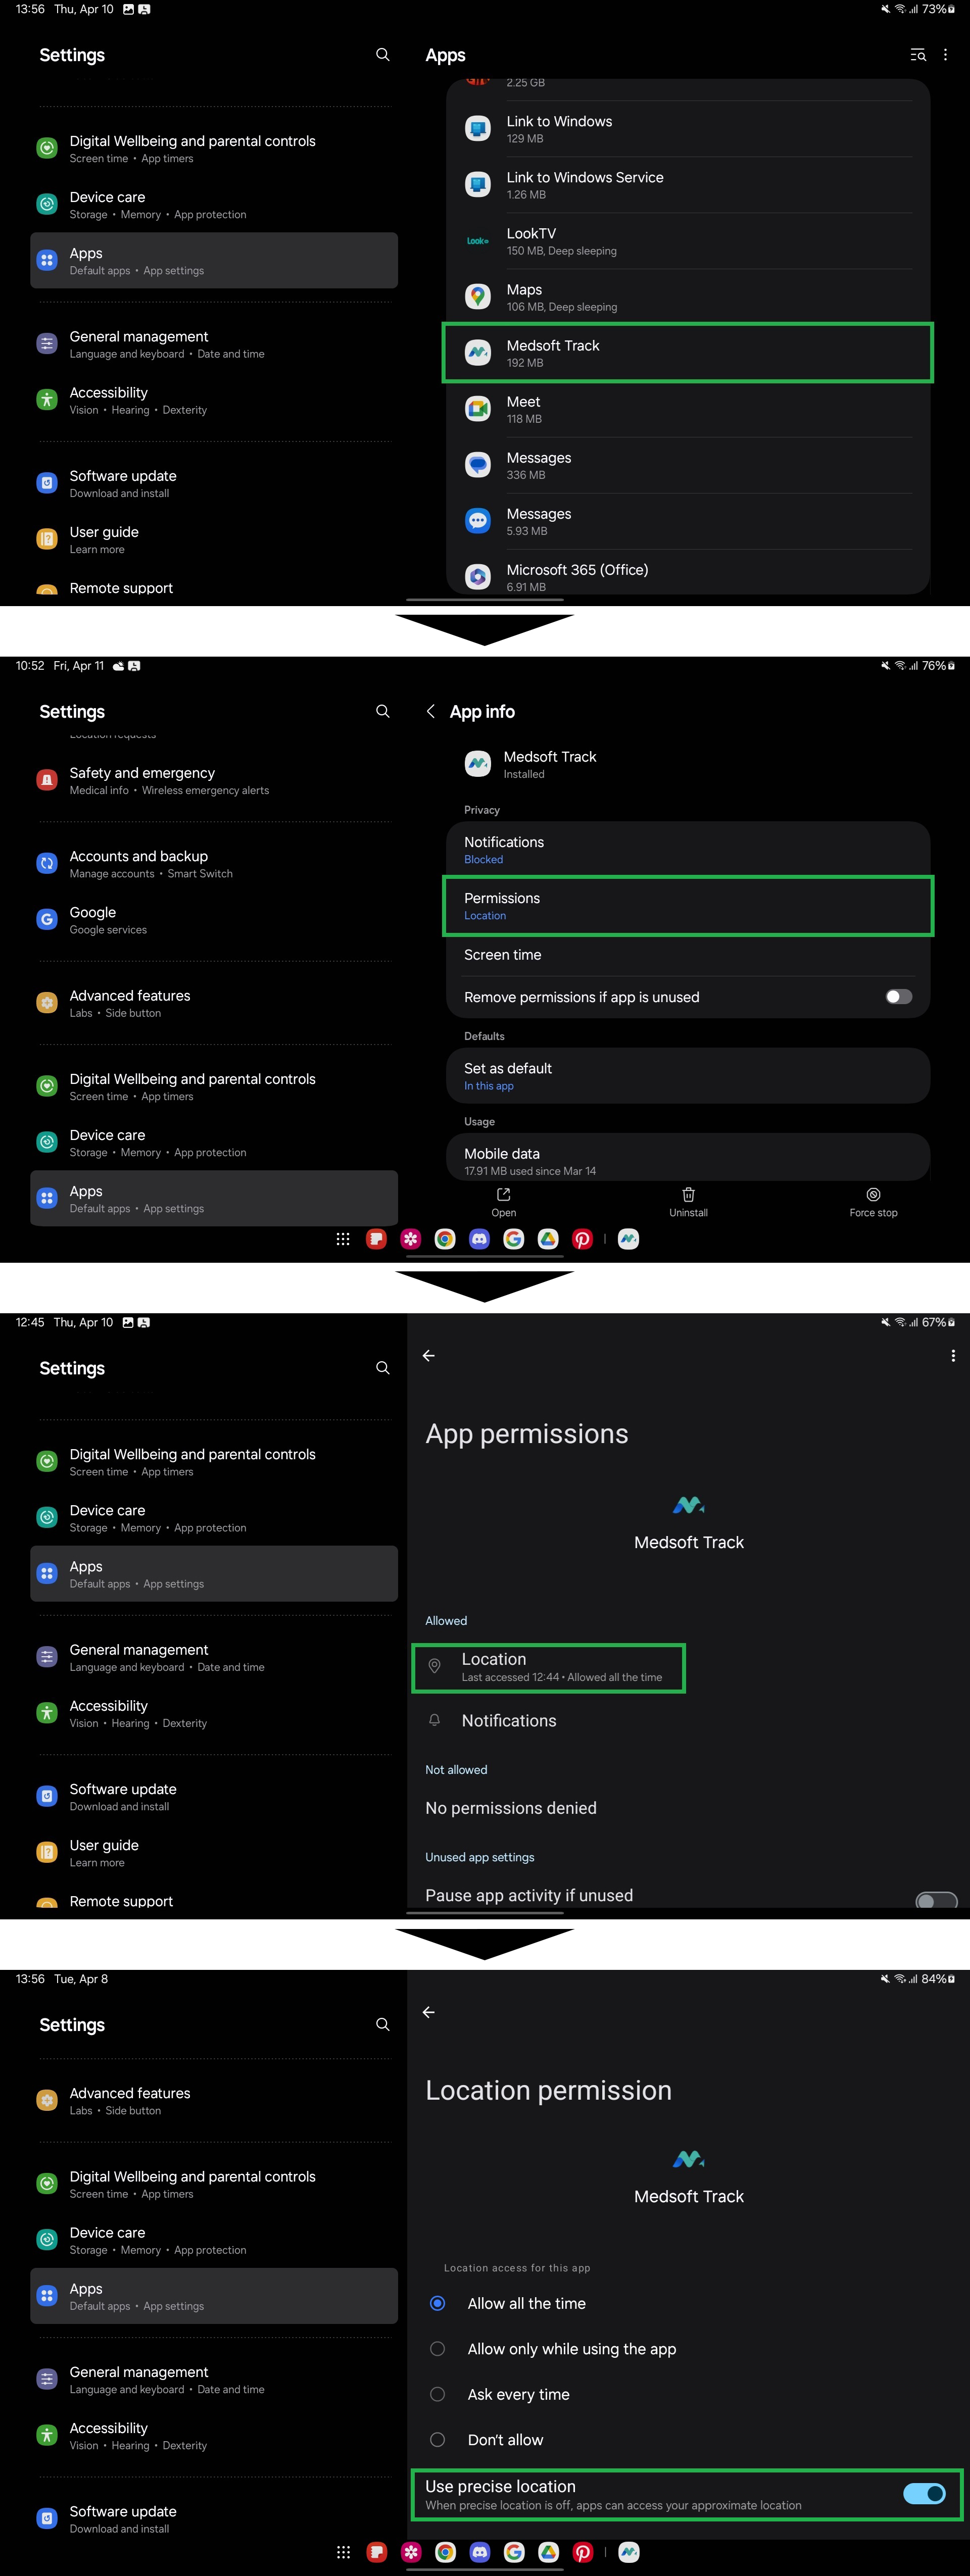 13:56 Thu, Apr 10
73%
Settings
Digital Wellbeing and parental controls
Screen time • App timers
Device care
Storage • Memory • App protection
Apps
Default apps • App settings
General management
Language and keyboard • Date and time
Accessibility
Vision • Hearing • Dexterity
Software update
Download and install
User guide
Learn more
Remote support
Apps
2.25 GB
Link to Windows
129 MB
Link to Windows Service
1.26 MB
Look
LookTV
150 MB, Deep sleeping
Maps
106 MB, Deep sleeping
Medsoft Track
192 MB
Meet
118 MB
Messages
336 MB
Messages
5.93 MB
Microsoft 365 (Office)
6.91 MB
10:52 Fri, Apr 11
76%
Settings
Location requests
Safety and emergency
Medical info • Wireless emergency alerts
Accounts and backup
Manage accounts • Smart Switch
Google
Google services
Advanced features
Labs • Side button
Digital Wellbeing and parental controls
Screen time • App timers
Device care
Storage • Memory • App protection
Apps
Default apps • App settings
App info
Medsoft Track
Installed
Privacy
Notifications
Blocked
Permissions
Location
Screen time
Remove permissions if app is unused
Defaults
Set as default
In this app
Usage
Mobile data
17.91 MB used since Mar 14
Open
Uninstall
Force stop
12:45 Thu, Apr 10
67%
Settings
Digital Wellbeing and parental controls
Screen time • App timers
Device care
Storage • Memory • App protection
Apps
Default apps • App settings
General management
Language and keyboard • Date and time
Accessibility
Vision • Hearing • Dexterity
Software update
Download and install
User guide
Learn more
Remote support
App permissions
Medsoft Track
Allowed
Location
Last accessed 12:44 • Allowed all the time
Notifications
Not allowed
No permissions denied
Unused app settings
Pause app activity if unused
13:56 Tue, Apr 8
84%
Settings
Advanced features
Labs • Side button
Digital Wellbeing and parental controls
Screen time • App timers
Device care
Storage • Memory • App protection
Apps
Default apps • App settings
General management
Language and keyboard • Date and time
Accessibility
Vision • Hearing • Dexterity
Software update
Download and install
Location permission
Medsoft Track
Location access for this app
Allow all the time
Allow only while using the app
Ask every time
Don't allow
Use precise location
When precise location is off, apps can access your approximate location